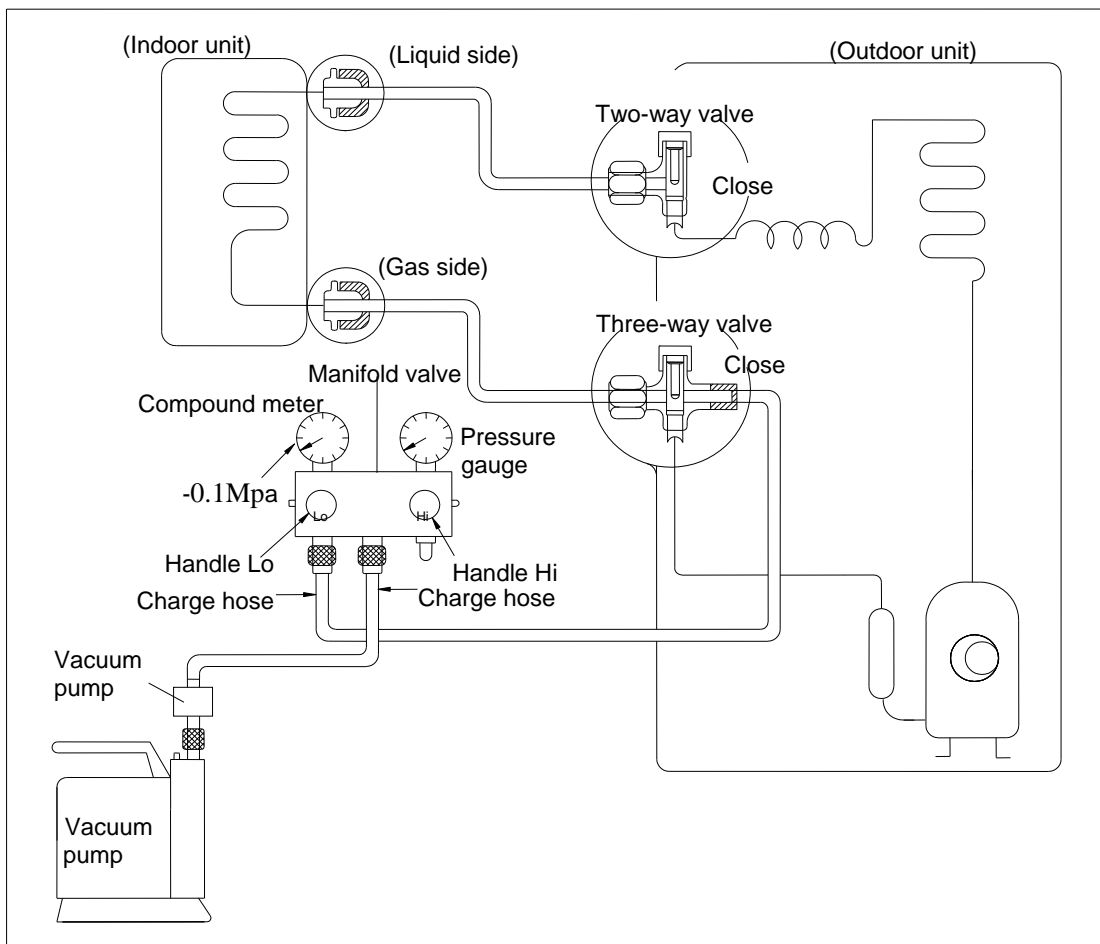 (Indoor unit)
(Liquid side)
(Outdoor unit)
Two-way valve
Close
(Gas side)
Three-way valve
Close
Manifold valve
Compound meter
Pressure
gauge
-0.1Mpa
Lo
Hi
Handle Lo
Handle Hi
Charge hose
Charge hose
Vacuum
pump
Vacuum
pump